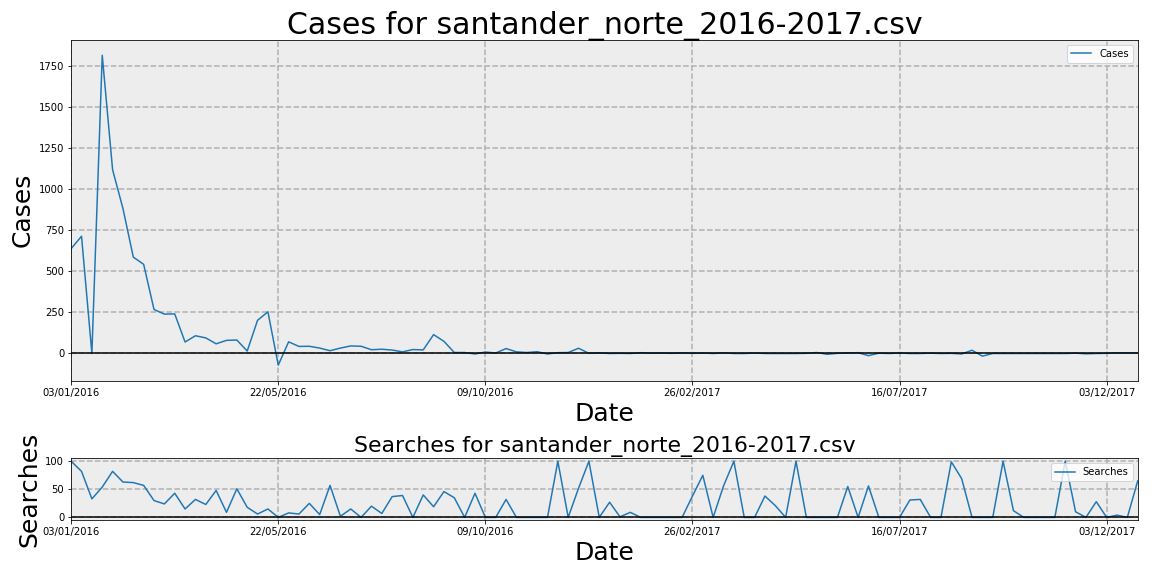 Cases for santander_norte_2016-2017.csv
Cases
1750
1500
1250
1000
750
500
250
0
Cases
03/01/2016 22/05/2016 09/10/2016 26/02/2017 16/07/2017 03/12/2017
Date
Searches for santander_norte_2016-2017.csv
Searches
100
50
0
Searches
03/01/2016 22/05/2016 09/10/2016 26/02/2017 16/07/2017 03/12/2017
Date